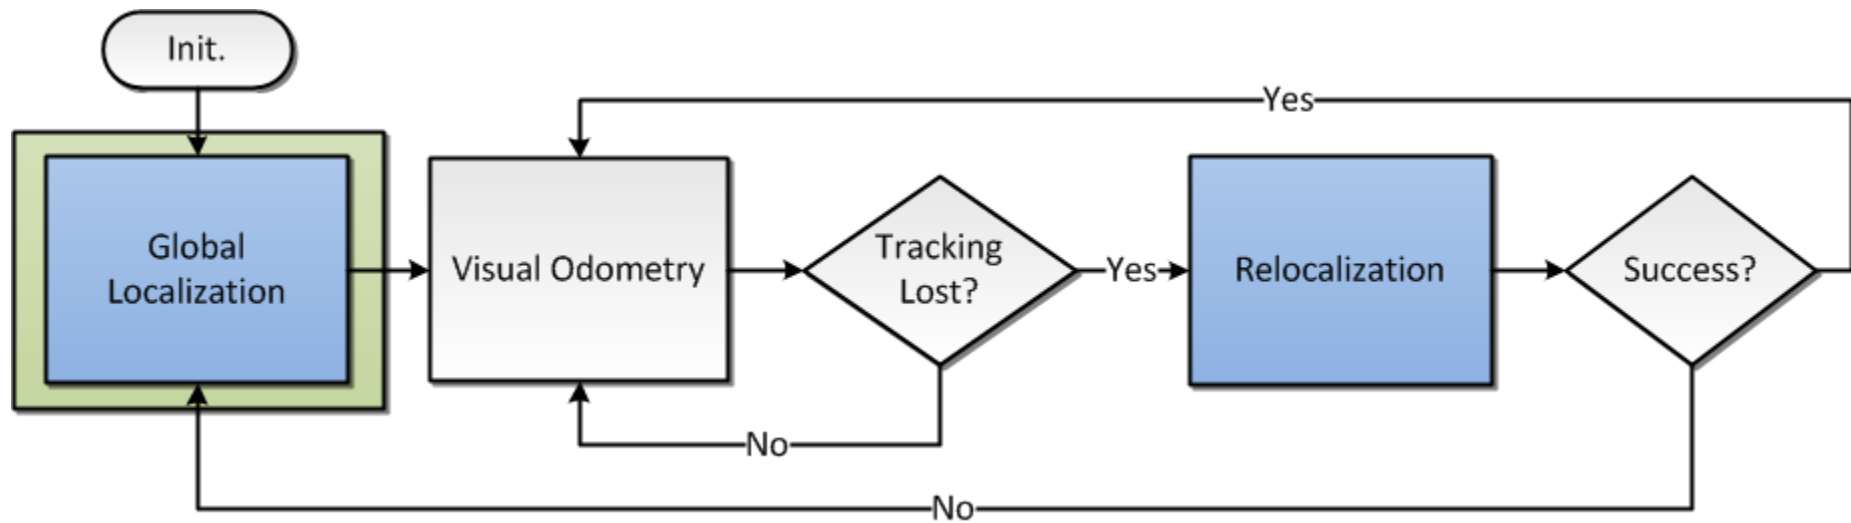 Init.
Yes
Global
Localization
Visual Odometry
Tracking
Lost?
Yes
Relocalization
Success?
No
No